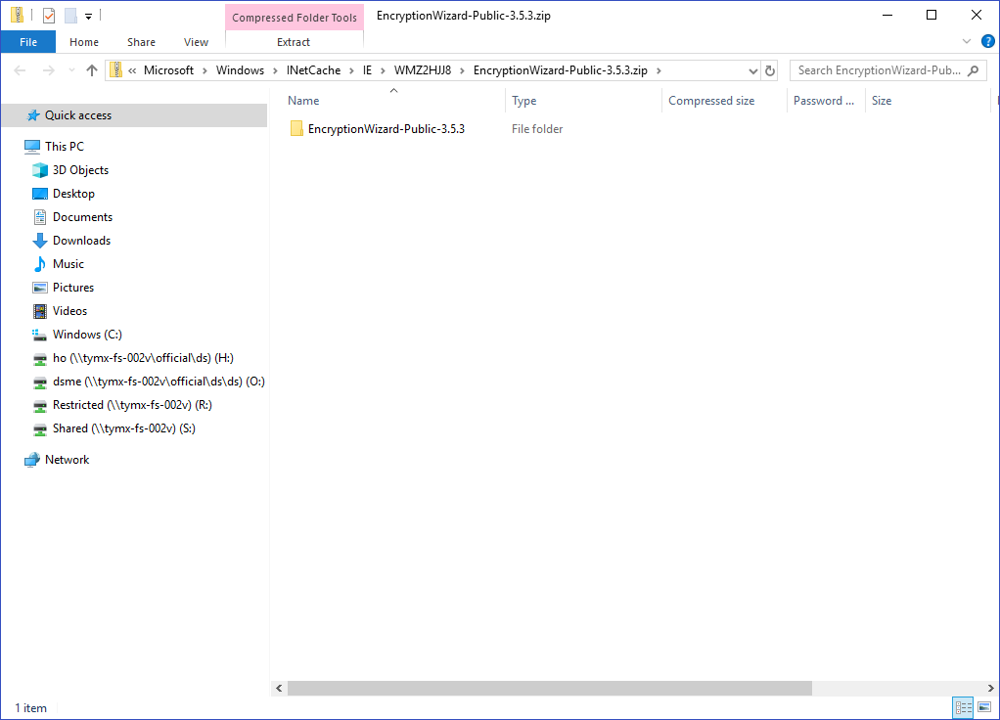 Compressed Folder Tools
EncryptionWizard-Public-3.5.3.zip
File
Home
Share
View
Extract
« Microsoft > Windows > INetCache > IE > WMZ2HJJ8 > EncryptionWizard-Public-3.5.3.zip >
Search EncryptionWizard-Pub...
Name
Type
Compressed size
Password ...
Size
Quick access
EncryptionWizard-Public-3.5.3
File folder
This PC
3D Objects
Desktop
Documents
Downloads
Music
Pictures
Videos
Windows (C:)
ho (\\tymx-fs-002v\official\ds) (H:)
dsme (\\tymx-fs-002v\official\ds\ds) (O:)
Restricted (\\tymx-fs-002v) (R:)
Shared (\\tymx-fs-002v) (S:)
Network
1 item